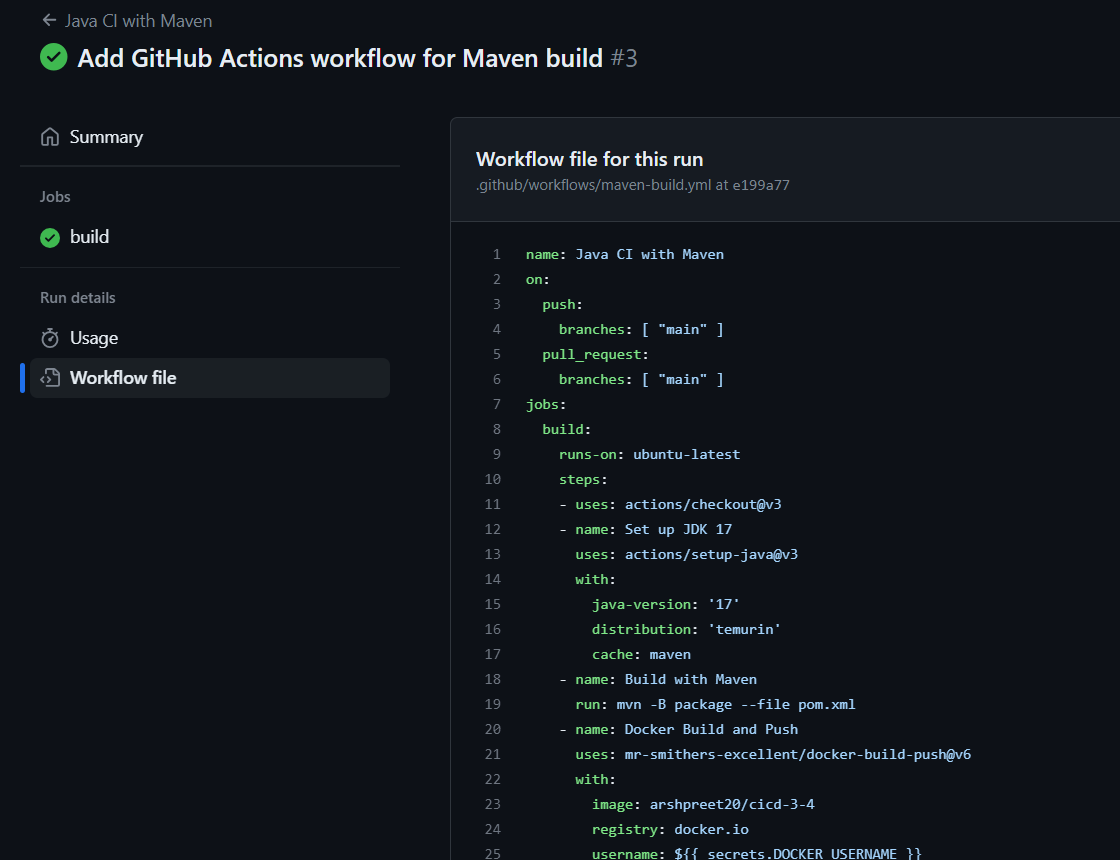 ← Java CI with Maven
Add GitHub Actions workflow for Maven build #3
Summary
Jobs
build
Run details
Usage
Workflow file
Workflow file for this run
.github/workflows/maven-build.yml at e199a77
1 name: Java CI with Maven
2 on:
3   push:
4     branches: [ "main" ]
5   pull_request:
6     branches: [ "main" ]
7 jobs:
8   build:
9     runs-on: ubuntu-latest
10     steps:
11     - uses: actions/checkout@v3
12     - name: Set up JDK 17
13       uses: actions/setup-java@v3
14       with:
15         java-version: '17'
16         distribution: 'temurin'
17         cache: maven
18     - name: Build with Maven
19       run: mvn -B package --file pom.xml
20     - name: Docker Build and Push
21       uses: mr-smithers-excellent/docker-build-push@v6
22       with:
23         image: arshpreet20/cicd-3-4
24         registry: docker.io
25         username: ${{ secrets.DOCKER_USERNAME }}